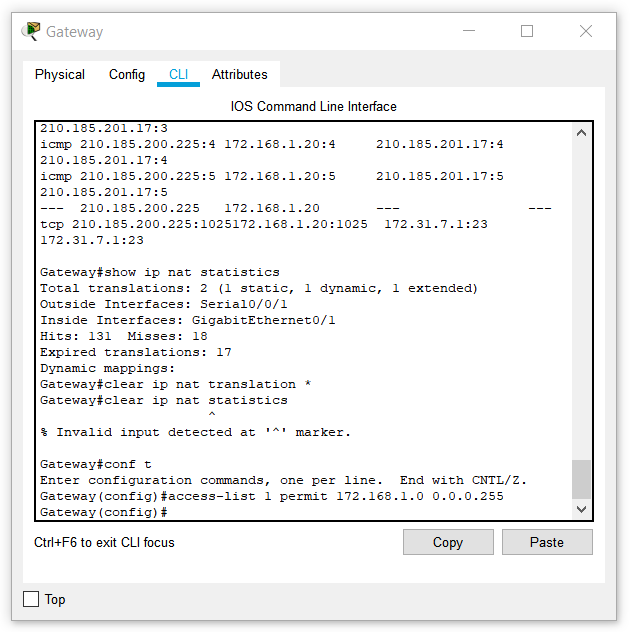 Gateway
Physical Config CLI Attributes
IOS Command Line Interface
210.185.201.17:3
icmp 210.185.200.225:4 172.168.1.20:4 210.185.201.17:4
210.185.201.17:4
icmp 210.185.200.225:5 172.168.1.20:5 210.185.201.17:5
210.185.201.17:5
--- 210.185.200.225 172.168.1.20 --- ---
tcp 210.185.200.225:1025172.168.1.20:1025 172.31.7.1:23
172.31.7.1:23
Gateway#show ip nat statistics
Total translations: 2 (1 static, 1 dynamic, 1 extended)
Outside Interfaces: Serial0/0/1
Inside Interfaces: GigabitEthernet0/1
Hits: 131 Misses: 18
Expired translations: 17
Dynamic mappings:
Gateway#clear ip nat translation *
Gateway#clear ip nat statistics
^
% Invalid input detected at '^' marker.
Gateway#conf t
Enter configuration commands, one per line. End with CNTL/Z.
Gateway(config)#access-list 1 permit 172.168.1.0 0.0.0.255
Gateway(config)#
Ctrl+F6 to exit CLI focus
Copy
Paste
Top